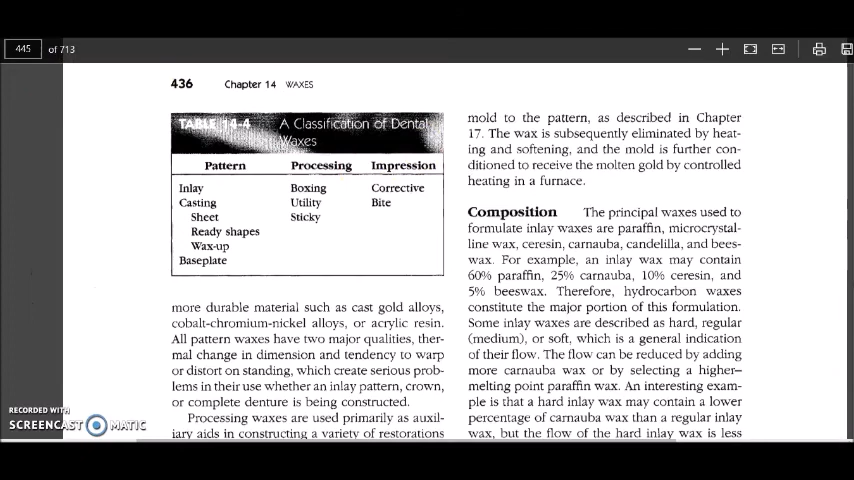 445 of 713
436 Chapter 14 WAXES
TABLE 14-4 A Classification of Dental
Waxes
Pattern Processing Impression
Inlay Boxing Corrective
Casting Utility Bite
Sheet Sticky
Ready shapes
Wax-up
Baseplate
more durable material such as cast gold alloys,
cobalt-chromium-nickel alloys, or acrylic resin.
All pattern waxes have two major qualities, ther-
mal change in dimension and tendency to warp
or distort on standing, which create serious prob-
lems in their use whether an inlay pattern, crown,
or complete denture is being constructed.
Processing waxes are used primarily as auxil-
iary aids in constructing a variety of restorations
mold to the pattern, as described in Chapter
17. The wax is subsequently eliminated by heat-
ing and softening, and the mold is further con-
ditioned to receive the molten gold by controlled
heating in a furnace.
Composition The principal waxes used to
formulate inlay waxes are paraffin, microcrystal-
line wax, ceresin, carnauba, candelilla, and bees-
wax. For example, an inlay wax may contain
60% paraffin, 25% carnauba, 10% ceresin, and
5% beeswax. Therefore, hydrocarbon waxes
constitute the major portion of this formulation.
Some inlay waxes are described as hard, regular
(medium), or soft, which is a general indication
of their flow. The flow can be reduced by adding
more carnauba wax or by selecting a higher–
melting point paraffin wax. An interesting exam-
ple is that a hard inlay wax may contain a lower
percentage of carnauba wax than a regular inlay
wax, but the flow of the hard inlay wax is less
RECORDED WITH
SCREENCAST MATIC